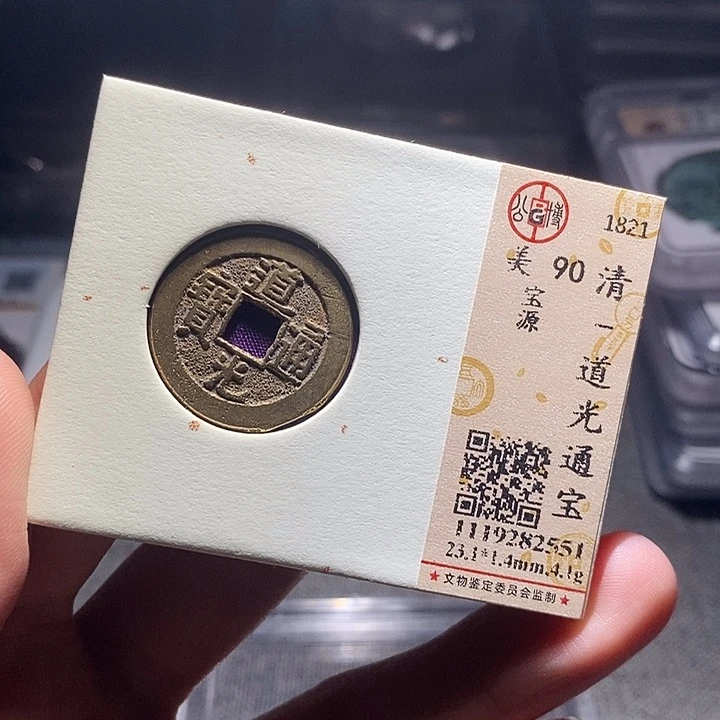 道光通寶
公G博
1821
美 90
宝源
清一道光通宝
1119282551
23.1*1.4mm,4.1g
★文物鉴定委员会监制★